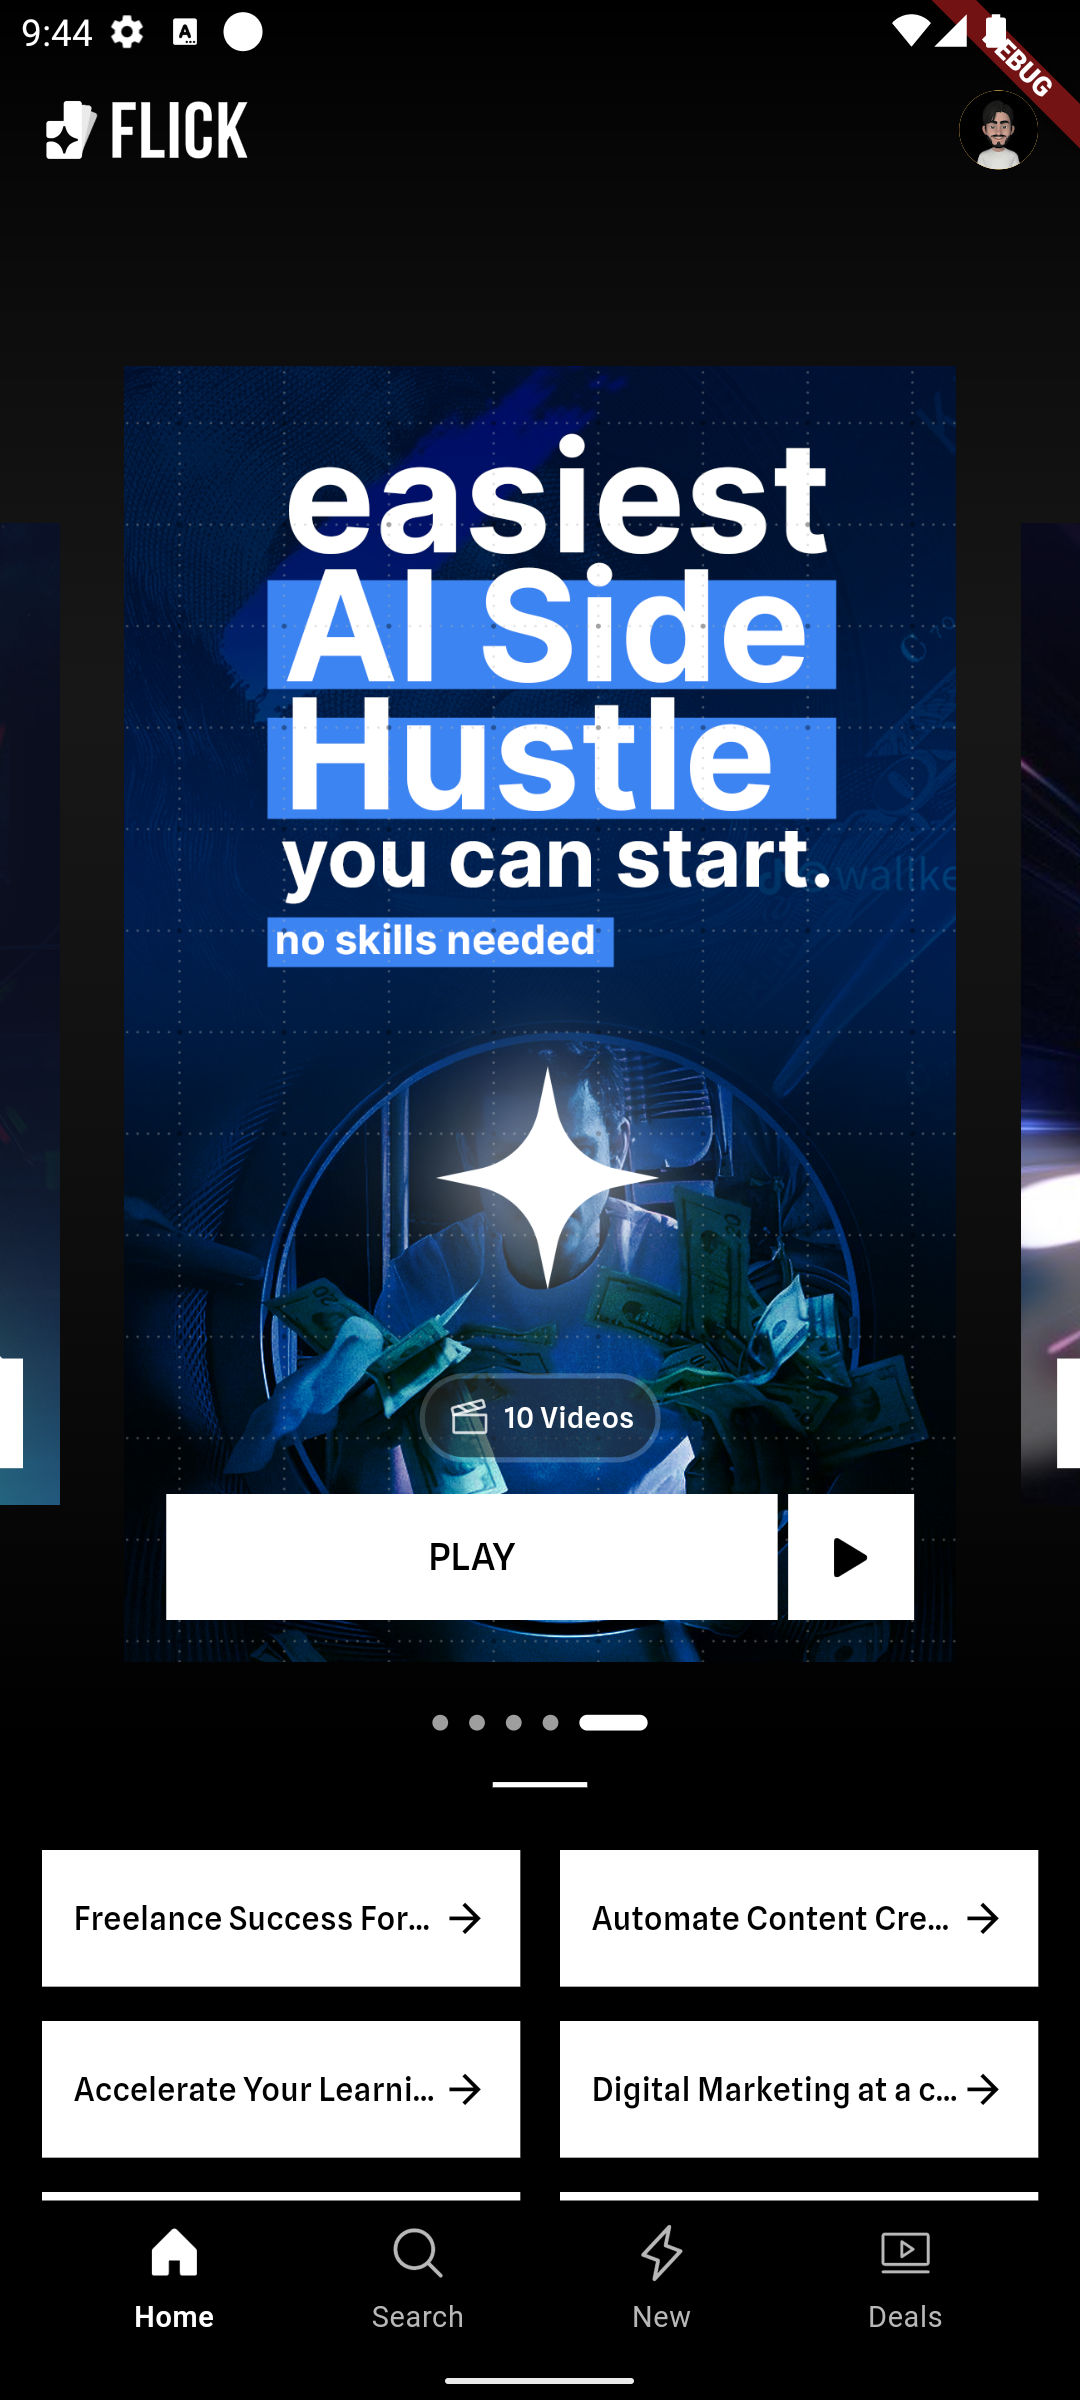 9:44
DEBUG
FLICK
easiest
AI Side
Hustle
you can start.
no skills needed
10 Videos
PLAY
Freelance Success For...
Automate Content Cre...
Accelerate Your Learni...
Digital Marketing at a c...
Home
Search
New
Deals